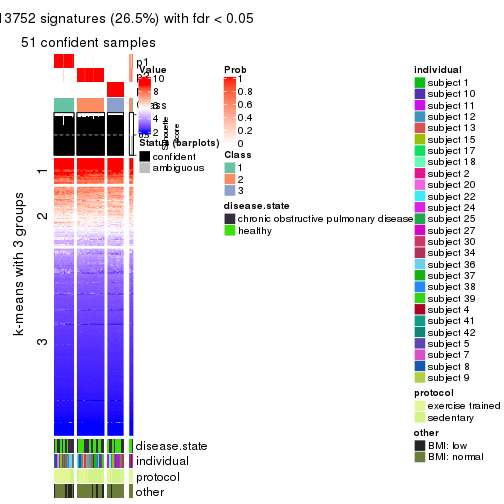 13752 signatures (26.5%) with fdr < 0.05
51 confident samples
p1
Value
10
8
6
4
2
Prob
1
0.8
0.6
0.4
0.2
0
Status (barplots)
confident
ambiguous
Class
1
2
3
disease.state
chronic obstructive pulmonary disease
healthy
individual
subject 1
subject 10
subject 11
subject 12
subject 13
subject 15
subject 17
subject 18
subject 2
subject 20
subject 22
subject 24
subject 25
subject 27
subject 30
subject 34
subject 36
subject 37
subject 38
subject 39
subject 4
subject 41
subject 42
subject 5
subject 7
subject 8
subject 9
protocol
exercise trained
sedentary
other
BMI: low
BMI: normal
k-means with 3 groups
1
2
3
disease.state
individual
protocol
other